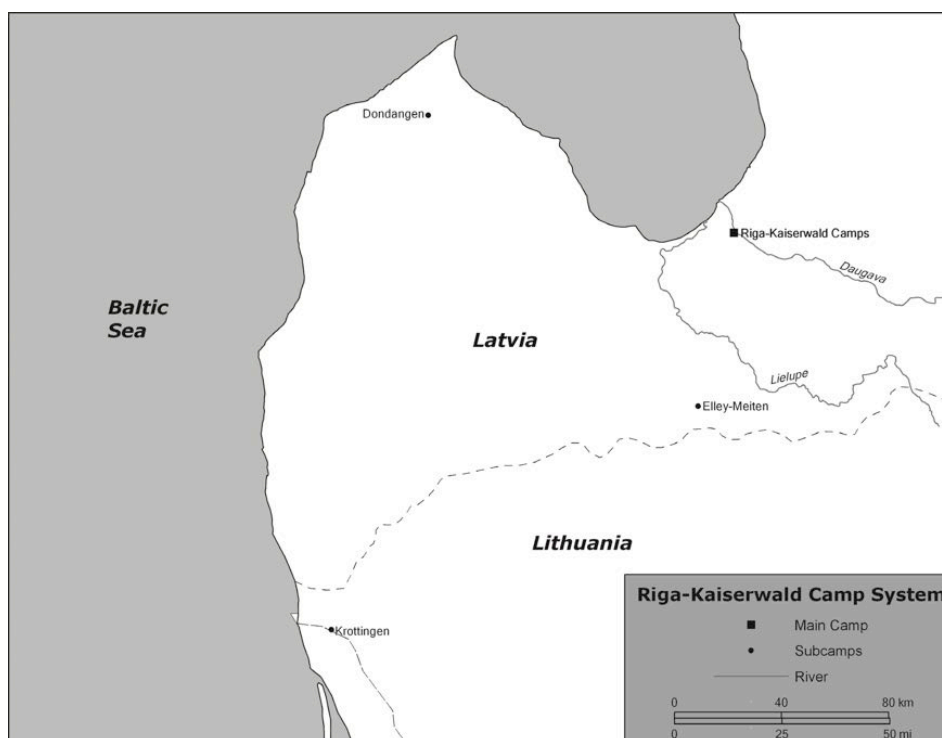 Dondangen
Riga-Kaiserwald Camps
Daugava
Baltic
Sea
Latvia
Lielupe
Elley-Meiten
Lithuania
Krottingen
Riga-Kaiserwald Camp System
Main Camp
Subcamps
River
0 40 80 km
0 25 50 mi